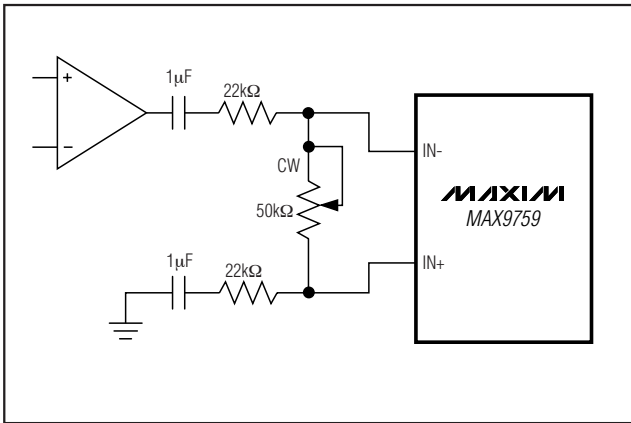 +
−
1µF
22kΩ
CW
50kΩ
1µF
22kΩ
IN-
IN+
MAXIM
MAX9759